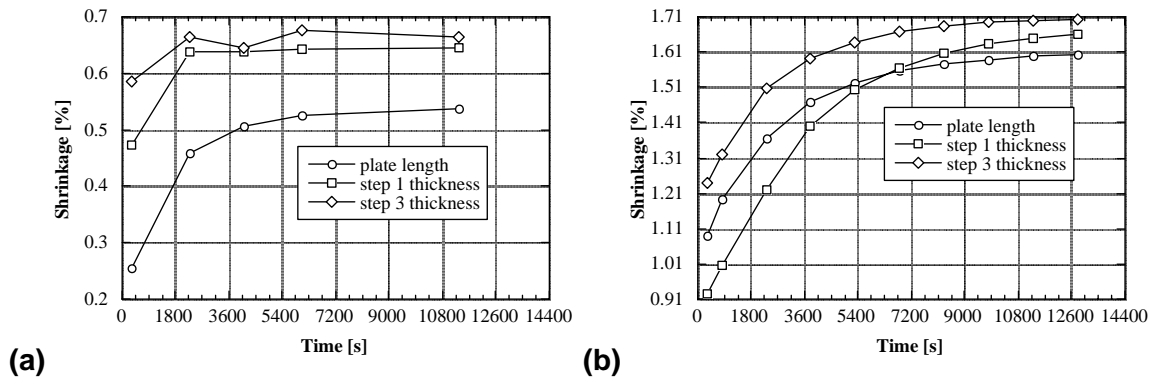 0.7
0.6
0.5
0.4
0.3
0.2
Shrinkage [%]
plate length
step 1 thickness
step 3 thickness
0 1800 3600 5400 7200 9000 10800 12600 14400
Time [s]
(a)
1.71
1.61
1.51
1.41
1.31
1.21
1.11
1.01
0.91
Shrinkage [%]
plate length
step 1 thickness
step 3 thickness
0 1800 3600 5400 7200 9000 10800 12600 14400
Time [s]
(b)